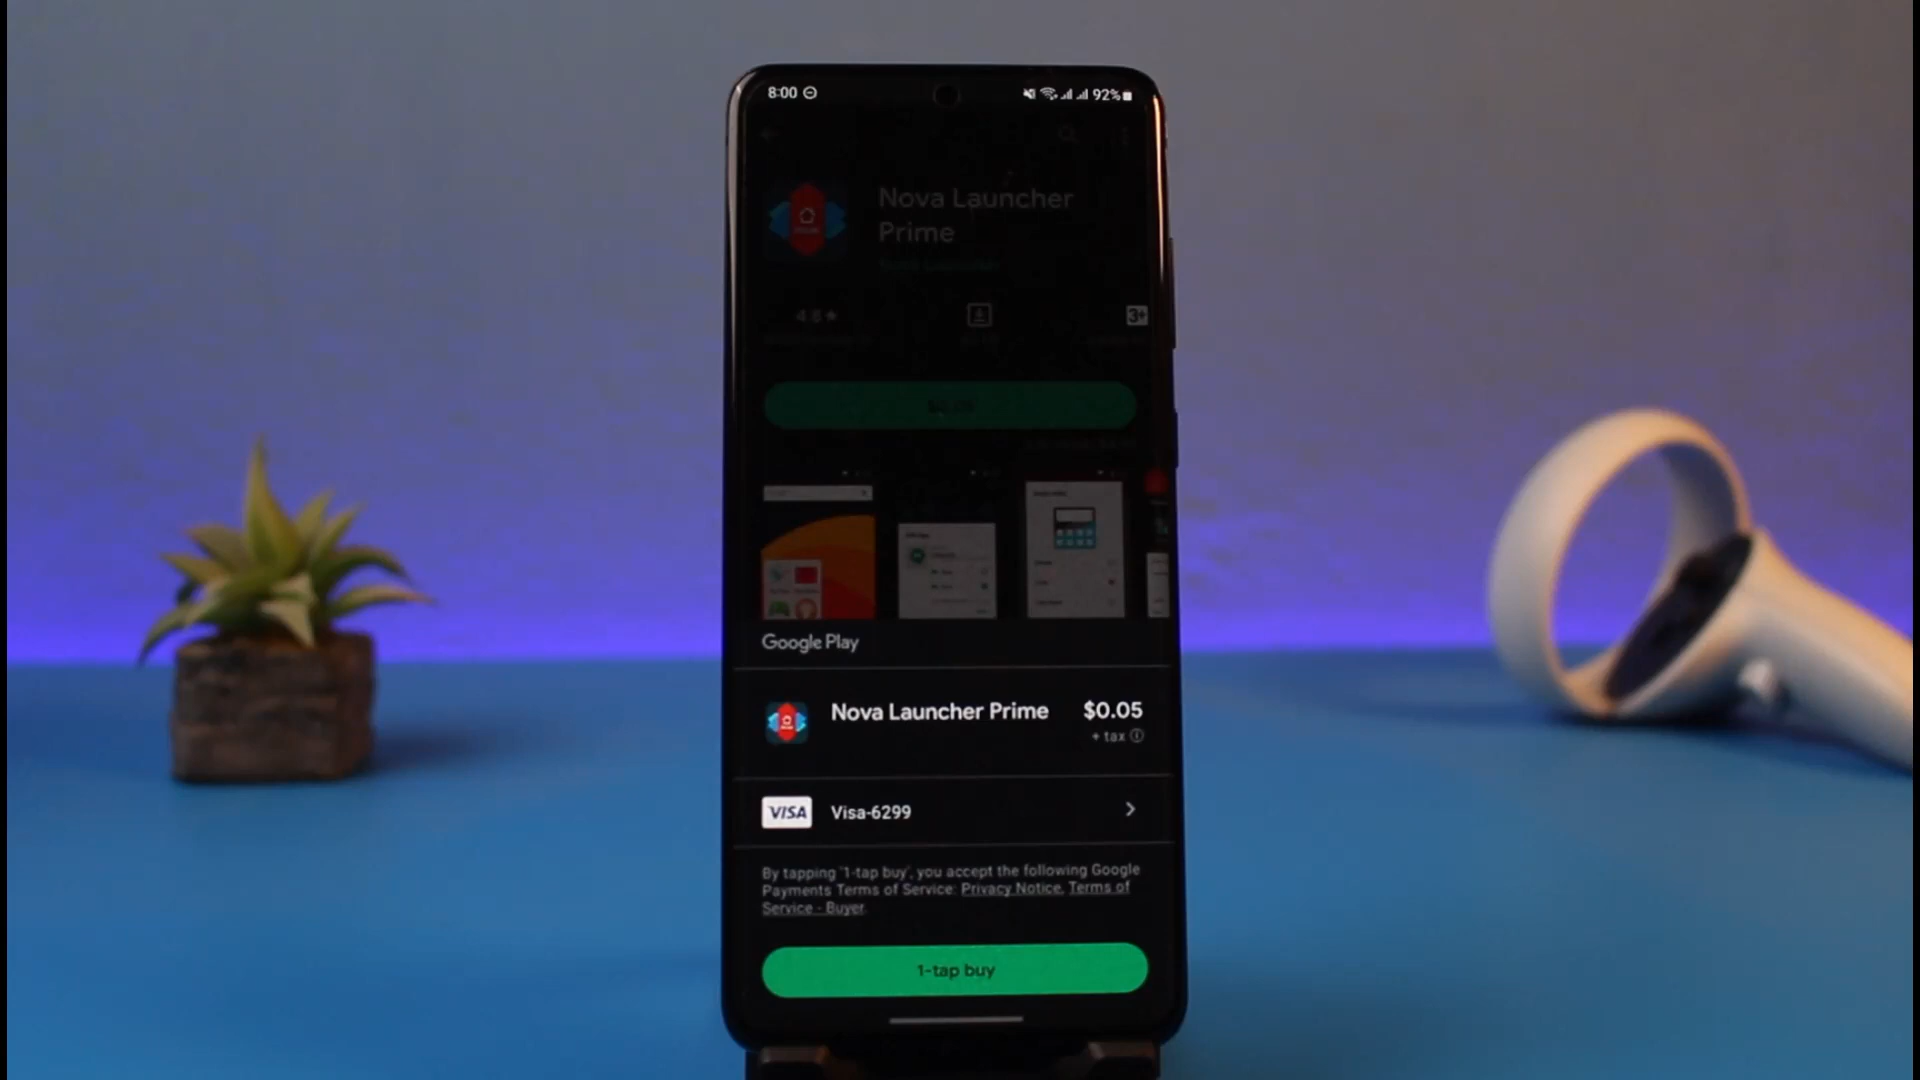 8:00
92%
Nova Launcher
Prime
4.8★
3+
Google Play
Nova Launcher Prime
$0.05
+ tax
VISA
Visa-6299
By tapping '1-tap buy', you accept the following Google
Payments Terms of Service: Privacy Notice, Terms of
Service - Buyer.
1-tap buy